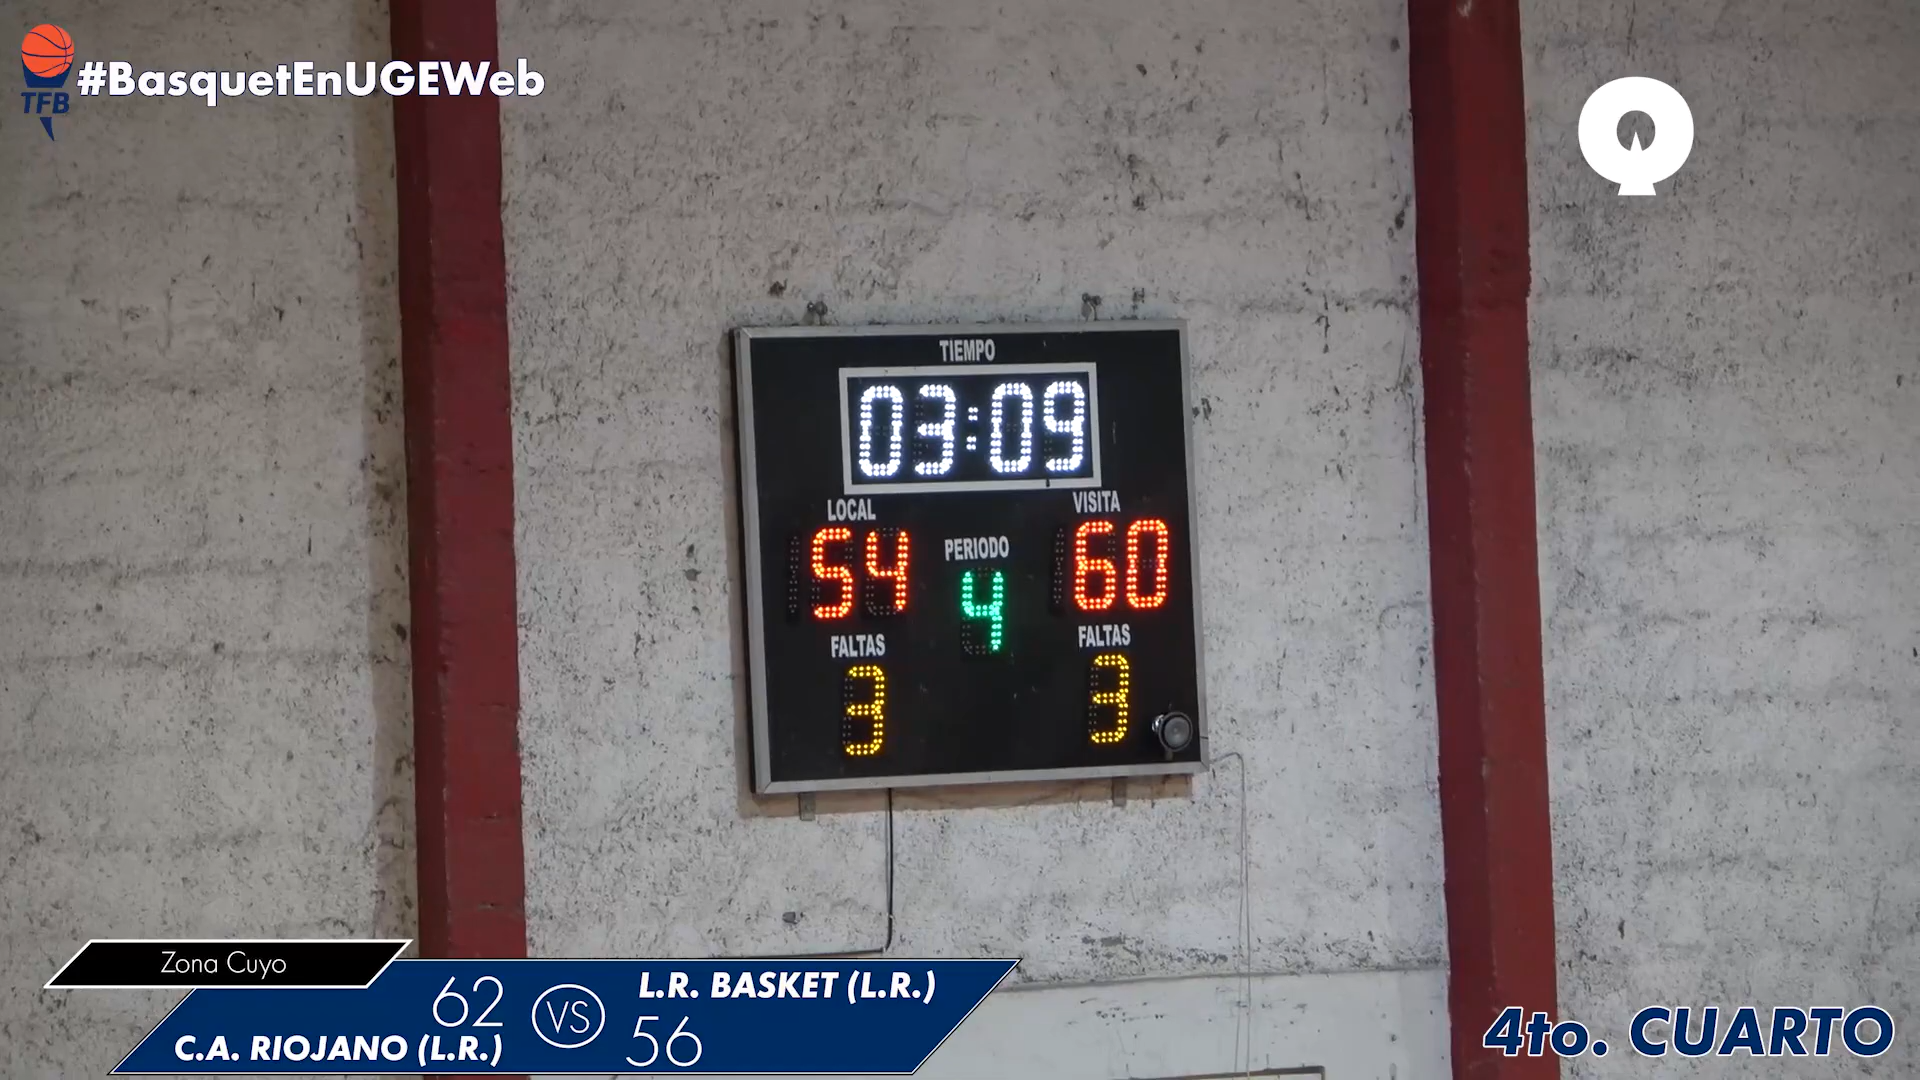 #BasquetEnUGEWeb
TFB
TIEMPO
03:09
LOCAL
VISITA
54
60
PERIODO
4
FALTAS
FALTAS
3
3
Zona Cuyo
62
VS
L.R. BASKET (L.R.)
C.A. RIOJANO (L.R.)
56
4to. CUARTO